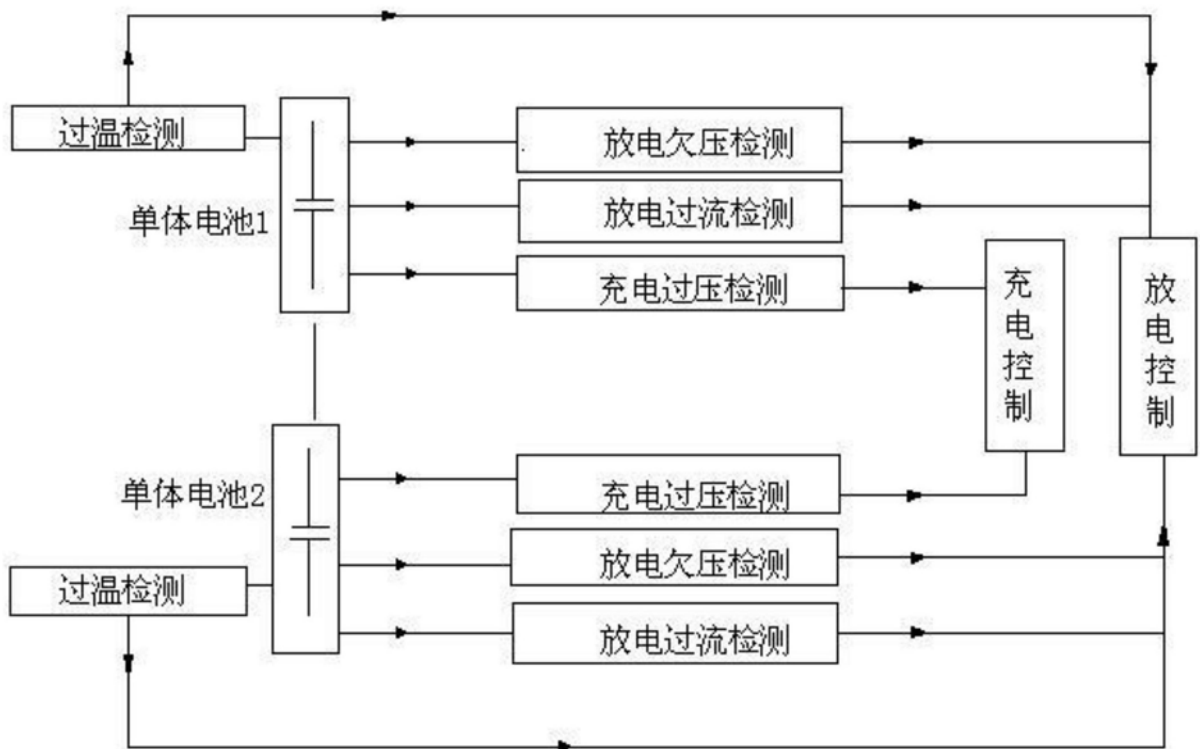 过温检测
放电欠压检测
单体电池1
放电过流检测
充电过压检测
充电控制
放电控制
单体电池2
充电过压检测
放电欠压检测
过温检测
放电过流检测